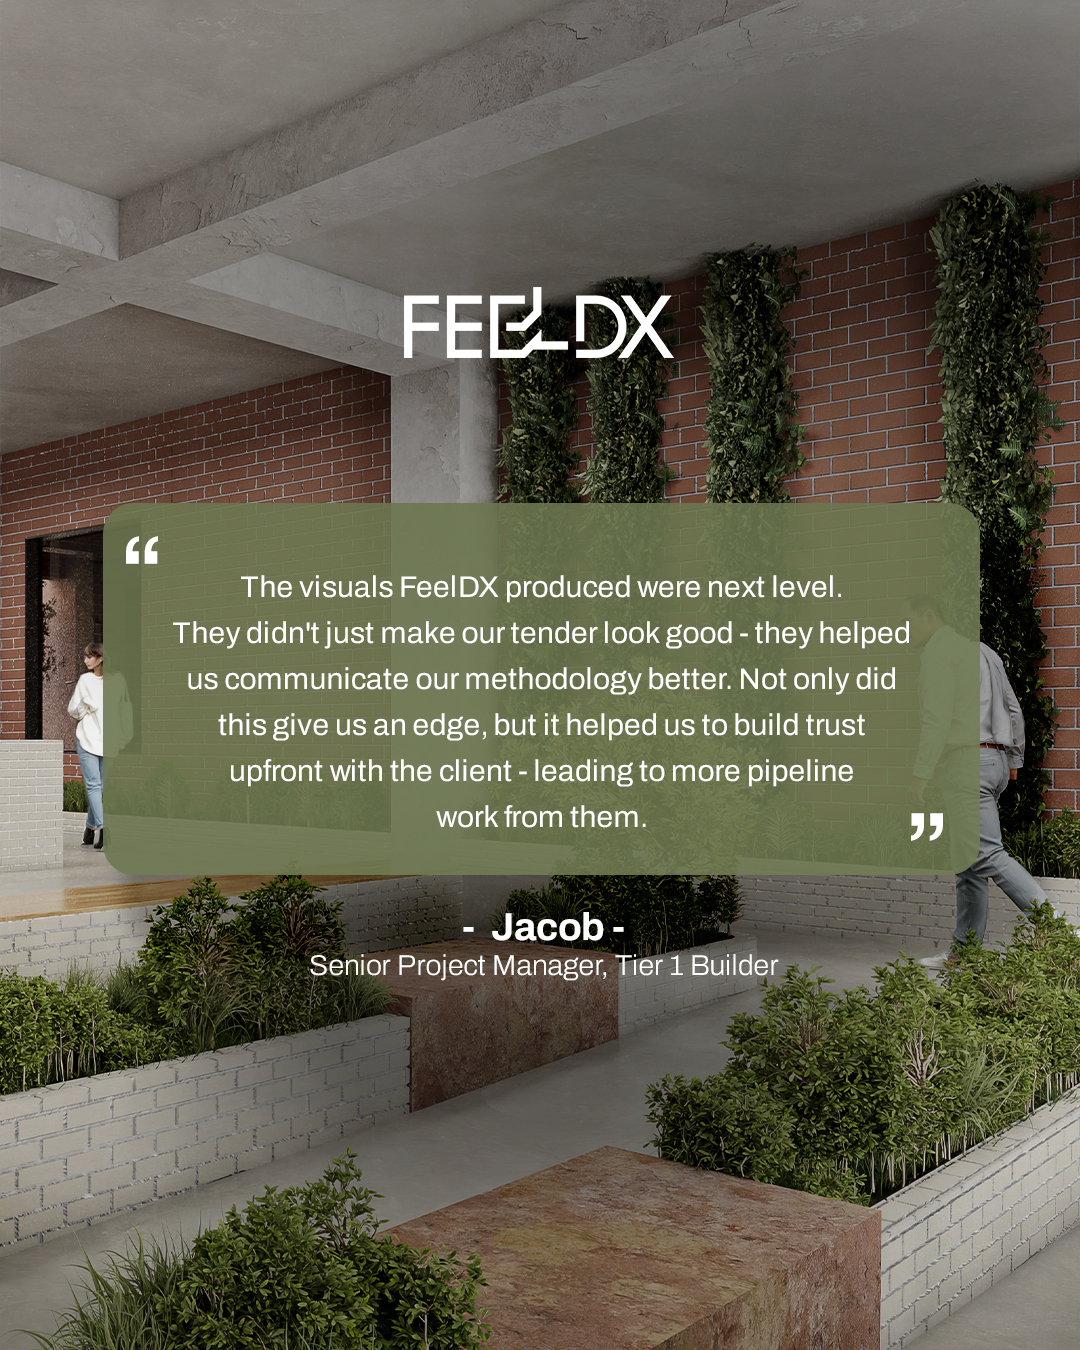 FEELDX
“
The visuals FeelDX produced were next level.
They didn't just make our tender look good - they helped
us communicate our methodology better. Not only did
this give us an edge, but it helped us to build trust
upfront with the client - leading to more pipeline
work from them.
”
- Jacob -
Senior Project Manager, Tier 1 Builder